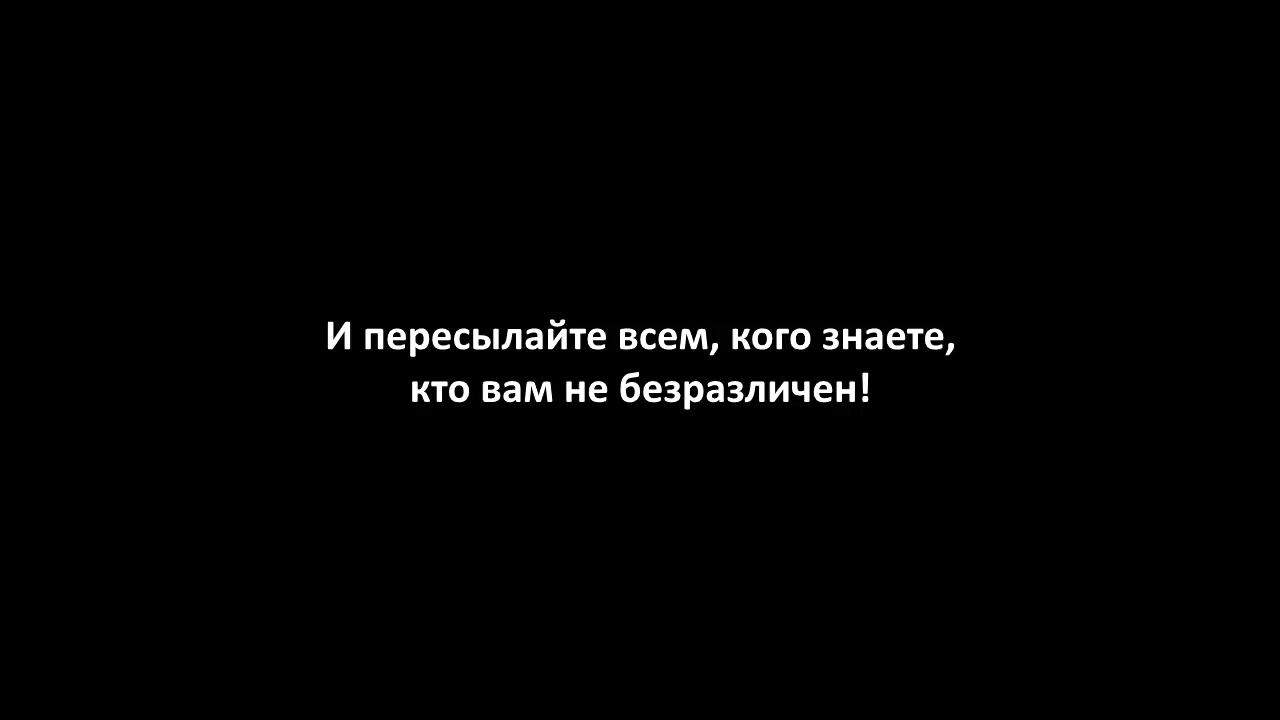 И пересылайте всем, кого знаете,
кто вам не безразличен!